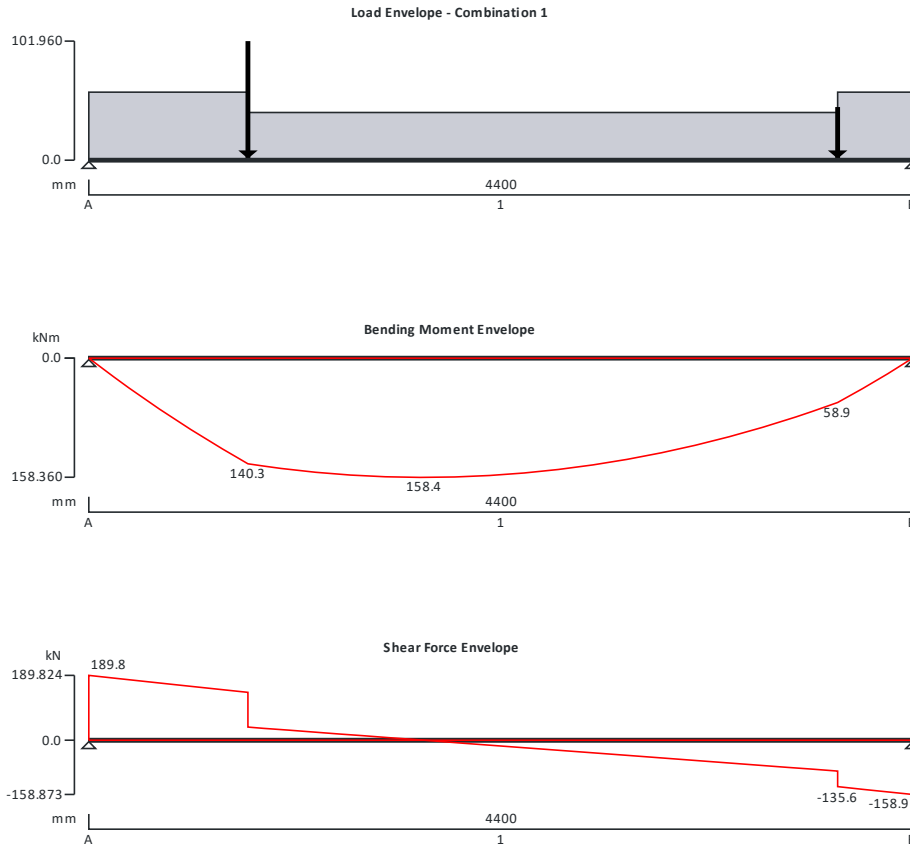 Load Envelope - Combination 1
101.960
0.0
mm
4400
A
1
Bending Moment Envelope
kNm
0.0
140.3
158.4
58.9
158.360
mm
4400
A
1
Shear Force Envelope
kN
189.824
189.8
0.0
-158.873
-135.6
-158.9
mm
4400
A
1